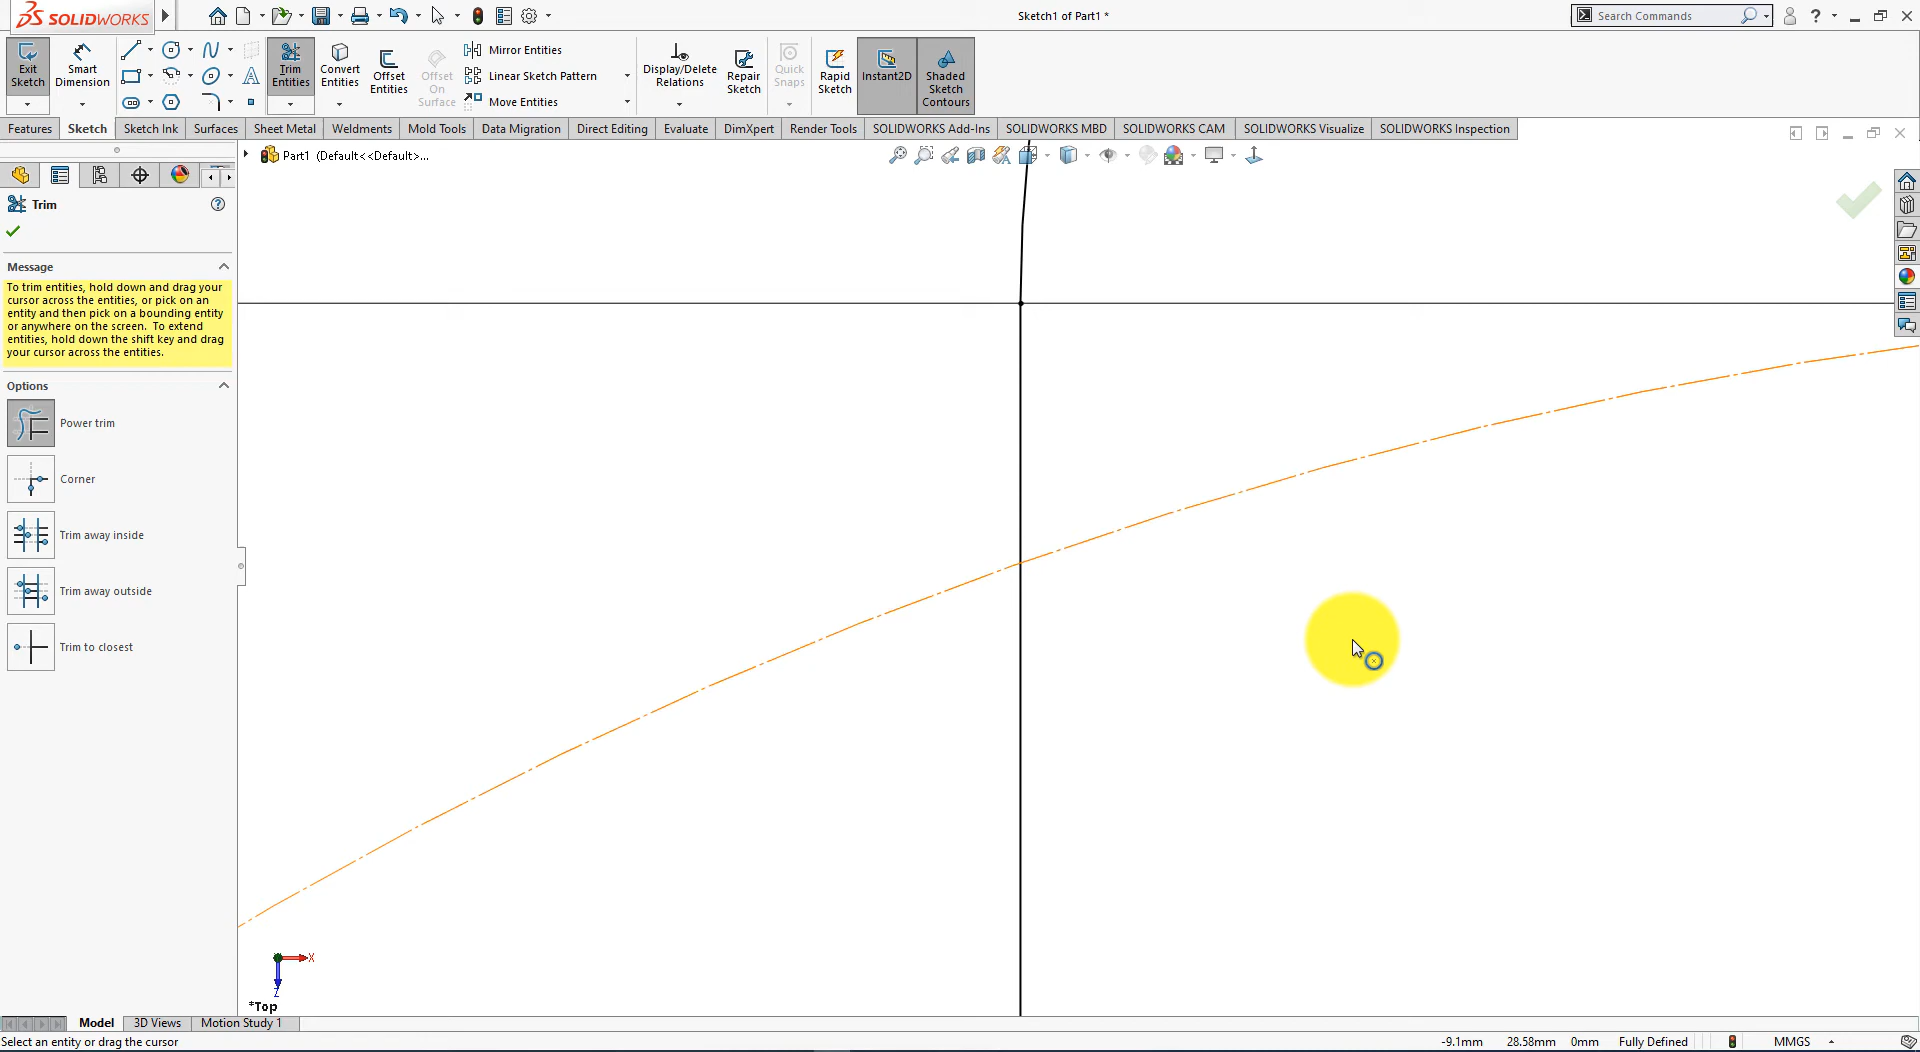 SOLIDWORKS
Sketch1 of Part1 *
Search Commands
Exit Sketch
Smart Dimension
Trim Entities
Convert Entities
Offset Entities
Offset On Surface
Mirror Entities
Linear Sketch Pattern
Move Entities
Display/Delete Relations
Repair Sketch
Quick Snaps
Rapid Sketch
Instant2D
Shaded Sketch Contours
Features
Sketch
Sketch Ink
Surfaces
Sheet Metal
Weldments
Mold Tools
Data Migration
Direct Editing
Evaluate
DimXpert
Render Tools
SOLIDWORKS Add-Ins
SOLIDWORKS MBD
SOLIDWORKS CAM
SOLIDWORKS Visualize
SOLIDWORKS Inspection
Part1 (Default<<Default>...
Trim
Message
To trim entities, hold down and drag your
cursor across the entities, or pick on an
entity and then pick on a bounding entity
or anywhere on the screen. To extend
entities, hold down the shift key and drag
your cursor across the entities.
Options
Power trim
Corner
Trim away inside
Trim away outside
Trim to closest
X
Z
*Top
Model
3D Views
Motion Study 1
Select an entity or drag the cursor
-9.1mm
28.58mm
0mm
Fully Defined
MMGS